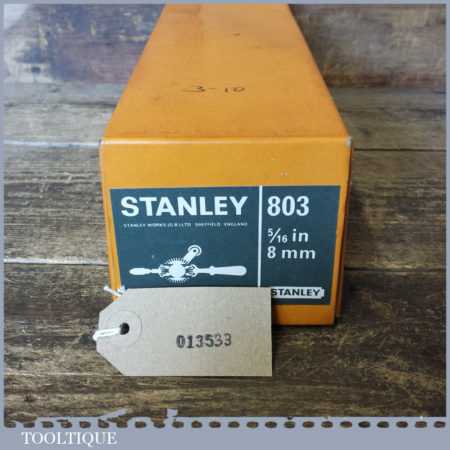 3-10
STANLEY
STANLEY WORKS (G.B.) LTD SHEFFIELD ENGLAND
803
5/16 in
8 mm
STANLEY
013533
TOOLTIQUE